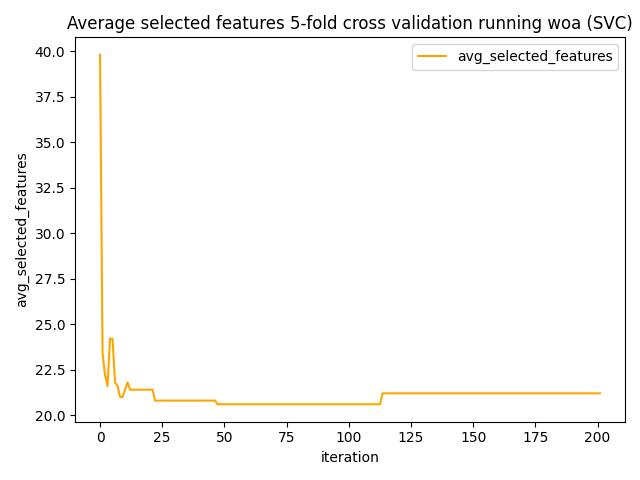 Average selected features 5-fold cross validation running woa (SVC)
avg_selected_features
40.0
37.5
35.0
32.5
30.0
27.5
25.0
22.5
20.0
avg_selected_features
0 25 50 75 100 125 150 175 200
iteration